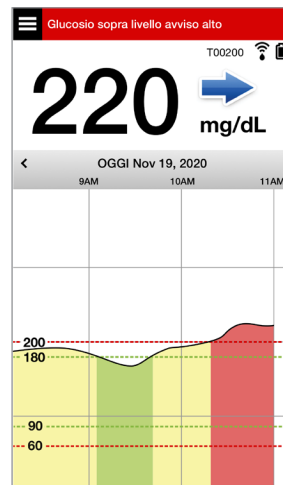 Glucosio sopra livello avviso alto
T00200
220
mg/dL
OGGI Nov 19, 2020
9AM 10AM 11AM
200
180
90
60